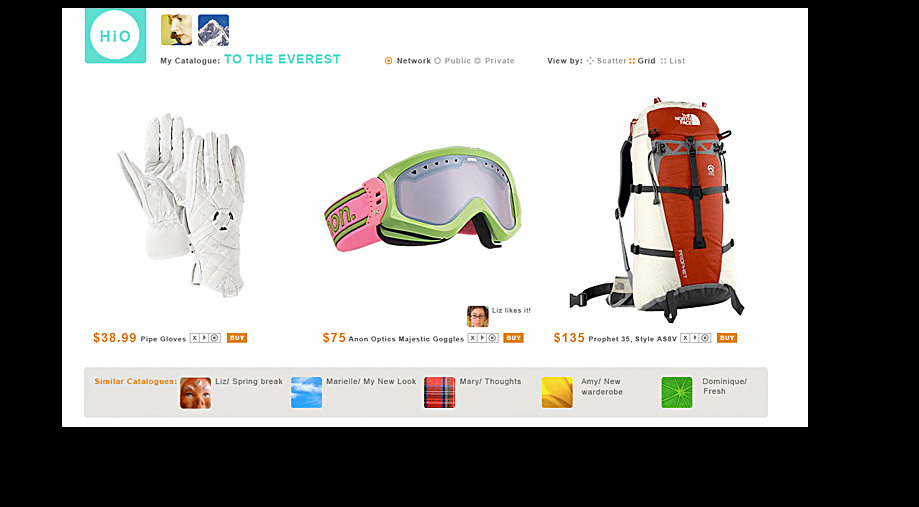 HiO
My Catalogue: TO THE EVEREST
Network Public Private
View by: Scatter Grid List
THE NORTH FACE
PROPHET
on.
Liz likes it!
$38.99 Pipe Gloves X BUY
$75 Anon Optics Majestic Goggles X BUY
$135 Prophet 35, Style AS8V X BUY
Similar Catalogues:
Liz/ Spring break
Marielle/ My New Look
Mary/ Thoughts
Amy/ New
warderobe
Dominique/
Fresh